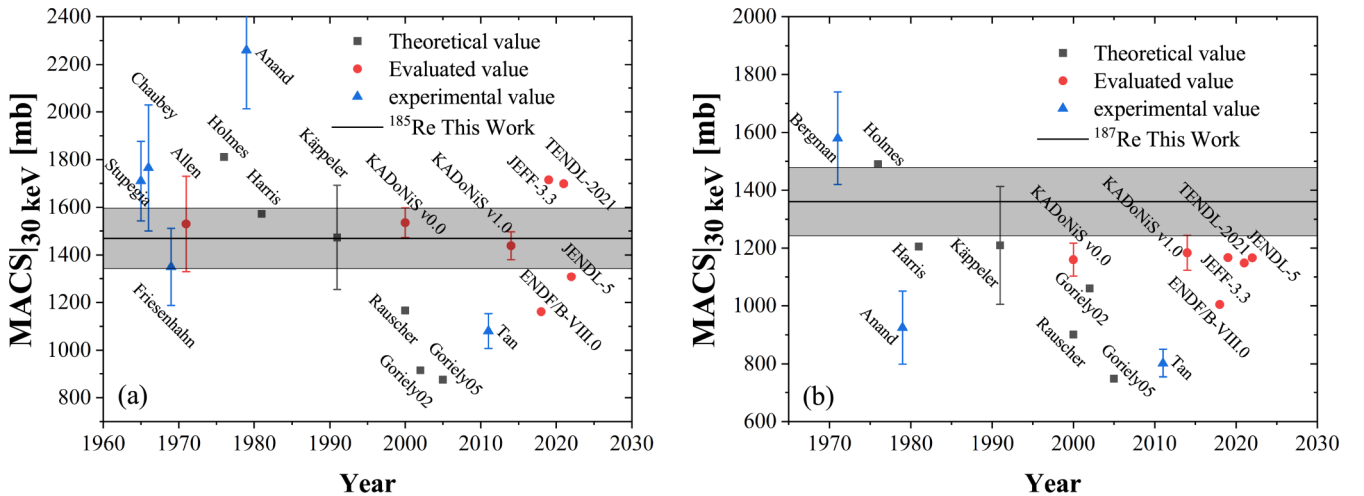 2400
2200
2000
1800
1600
1400
1200
1000
800
MACS|30 keV [mb]
Theoretical value
Evaluated value
experimental value
185Re This Work
Chaubey
Stupegia
Allen
Friesenhahn
Anand
Holmes
Harris
Käppeler
KADoNiS v0.0
KADoNiS v1.0
JEFF-3.3
TENDL-2021
JENDL-5
ENDF/B-VIII.0
Rauscher
Goriely02
Goriely05
Tan
(a)
1960 1970 1980 1990 2000 2010 2020 2030
Year
2000
1800
1600
1400
1200
1000
800
600
MACS|30 keV [mb]
Theoretical value
Evaluated value
experimental value
187Re This Work
Bergman
Holmes
Harris
Anand
Käppeler
KADoNiS v0.0
KADoNiS v1.0
TENDL-2021
JENDL-5
JEFF-3.3
ENDF/B-VIII.0
Goriely02
Rauscher
Goriely05
Tan
(b)
1970 1980 1990 2000 2010 2020 2030
Year